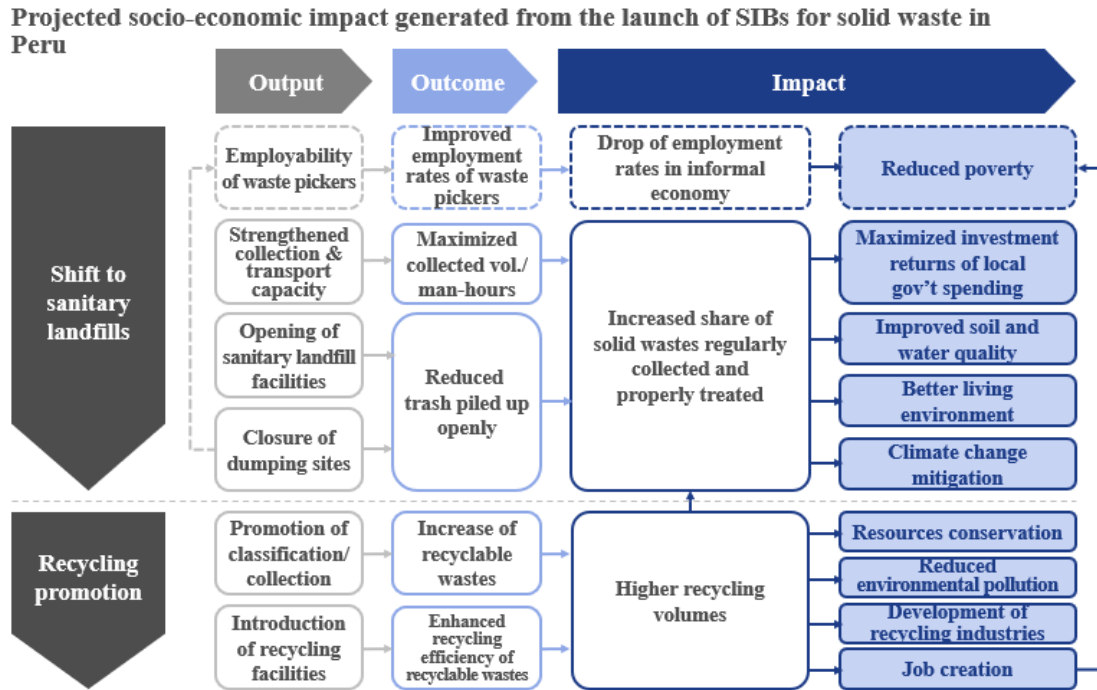 Projected socio-economic impact generated from the launch of SIBs for solid waste in
Peru
Output
Outcome
Impact
Shift to
sanitary
landfills
Employability
of waste pickers
Improved
employment
rates of waste
pickers
Drop of employment
rates in informal
economy
Reduced poverty
Strengthened
collection &
transport
capacity
Maximized
collected vol./
man-hours
Increased share of
solid wastes regularly
collected and
properly treated
Maximized investment
returns of local
gov't spending
Opening of
sanitary landfill
facilities
Reduced
trash piled up
openly
Improved soil and
water quality
Better living
environment
Closure of
dumping sites
Climate change
mitigation
Recycling
promotion
Promotion of
classification/
collection
Increase of
recyclable
wastes
Higher recycling
volumes
Resources conservation
Reduced
environmental pollution
Introduction
of recycling
facilities
Enhanced
recycling
efficiency of
recyclable wastes
Development of
recycling industries
Job creation